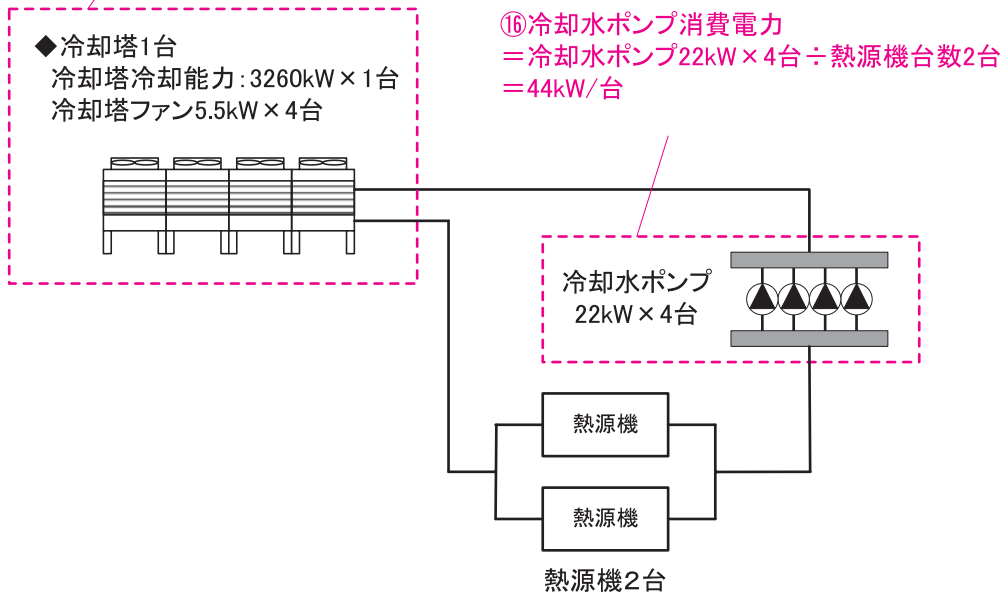 ◆冷却塔1台
冷却塔冷却能力:3260kW×1台
冷却塔ファン5.5kW×4台
⑯冷却水ポンプ消費電力
＝冷却水ポンプ22kW×4台÷熱源機台数2台
＝44kW/台
冷却水ポンプ
22kW×4台
熱源機
熱源機
熱源機2台